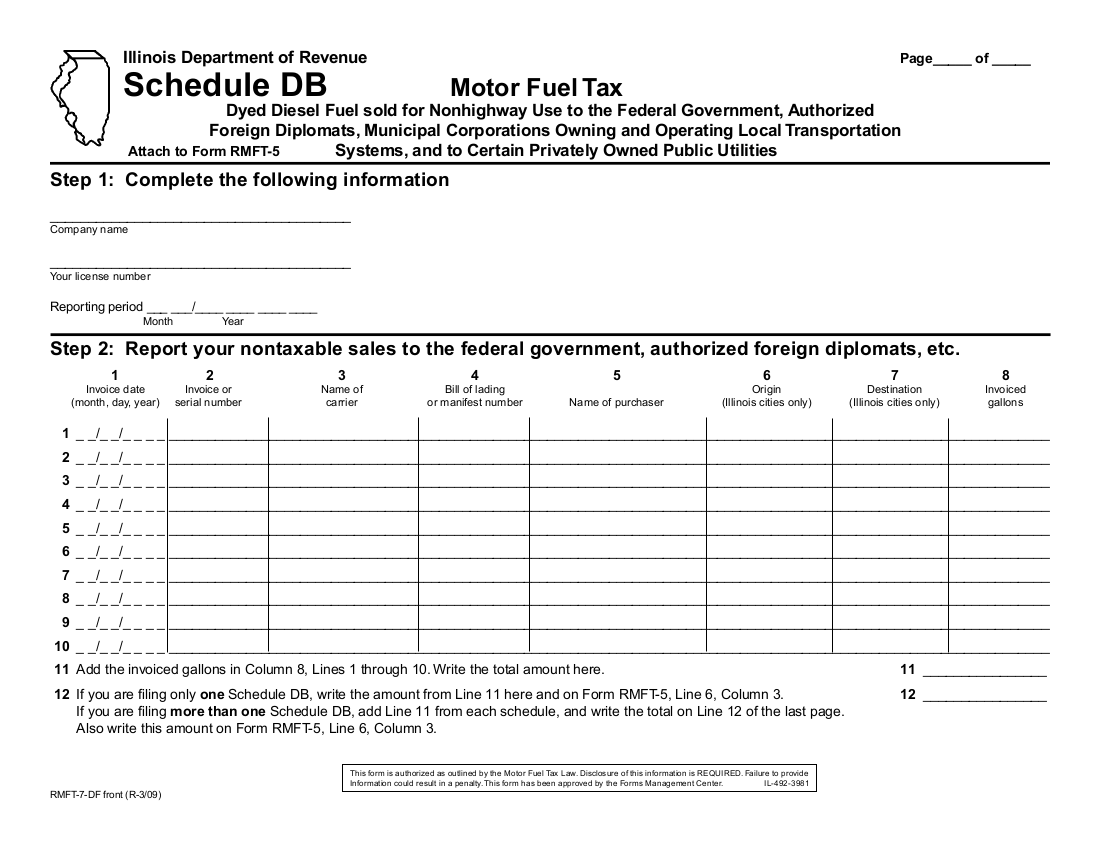 Illinois Department of Revenue
Page_____ of _____
Schedule DB Motor Fuel Tax
Dyed Diesel Fuel sold for Nonhighway Use to the Federal Government, Authorized
Foreign Diplomats, Municipal Corporations Owning and Operating Local Transportation
Attach to Form RMFT-5 Systems, and to Certain Privately Owned Public Utilities
Step 1: Complete the following information
Company name
Your license number
Reporting period ___ ___/____ ____ ____ ____
Month Year
Step 2: Report your nontaxable sales to the federal government, authorized foreign diplomats, etc.
1 2 3 4 5 6 7 8
Invoice date Invoice or Name of Bill of lading Origin Destination Invoiced
(month, day, year) serial number carrier or manifest number Name of purchaser (Illinois cities only) (Illinois cities only) gallons
1 _ _/_ _/_ _ _ _
2 _ _/_ _/_ _ _ _
3 _ _/_ _/_ _ _ _
4 _ _/_ _/_ _ _ _
5 _ _/_ _/_ _ _ _
6 _ _/_ _/_ _ _ _
7 _ _/_ _/_ _ _ _
8 _ _/_ _/_ _ _ _
9 _ _/_ _/_ _ _ _
10 _ _/_ _/_ _ _ _
11 Add the invoiced gallons in Column 8, Lines 1 through 10. Write the total amount here. 11 ________________
12 If you are filing only one Schedule DB, write the amount from Line 11 here and on Form RMFT-5, Line 6, Column 3. 12 ________________
If you are filing more than one Schedule DB, add Line 11 from each schedule, and write the total on Line 12 of the last page.
Also write this amount on Form RMFT-5, Line 6, Column 3.
This form is authorized as outlined by the Motor Fuel Tax Law. Disclosure of this information is REQUIRED. Failure to provide
Information could result in a penalty. This form has been approved by the Forms Management Center. IL-492-3981
RMFT-7-DF front (R-3/09)